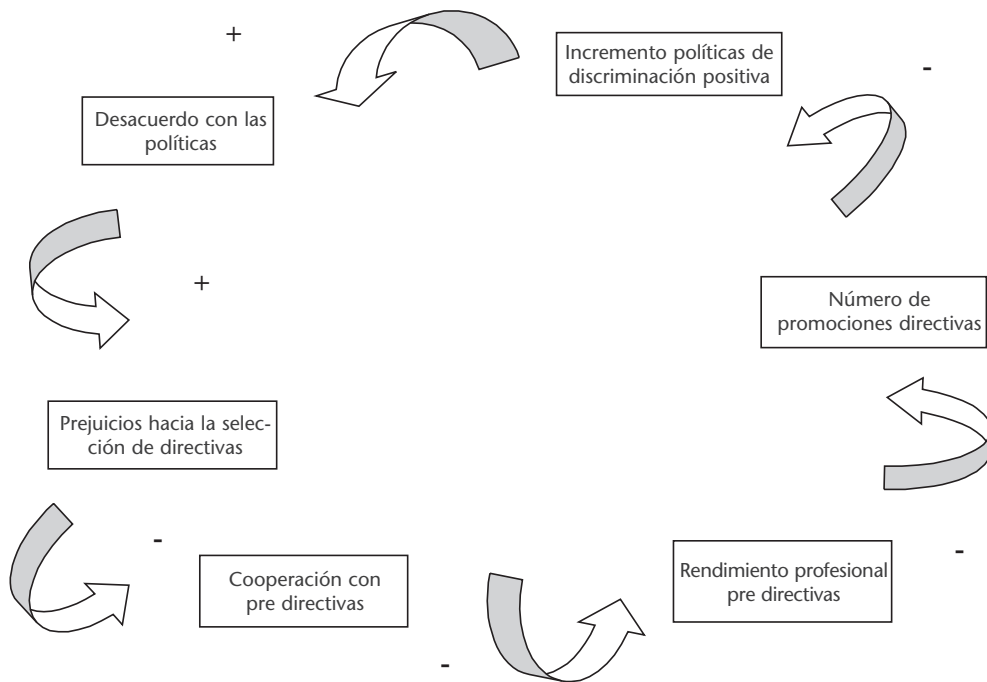 +
Incremento políticas de
discriminación positiva
-
Desacuerdo con las
políticas
+
Número de
promociones directivas
Prejuicios hacia la selec-
ción de directivas
-
Cooperación con
pre directivas
Rendimiento profesional
pre directivas
-
-